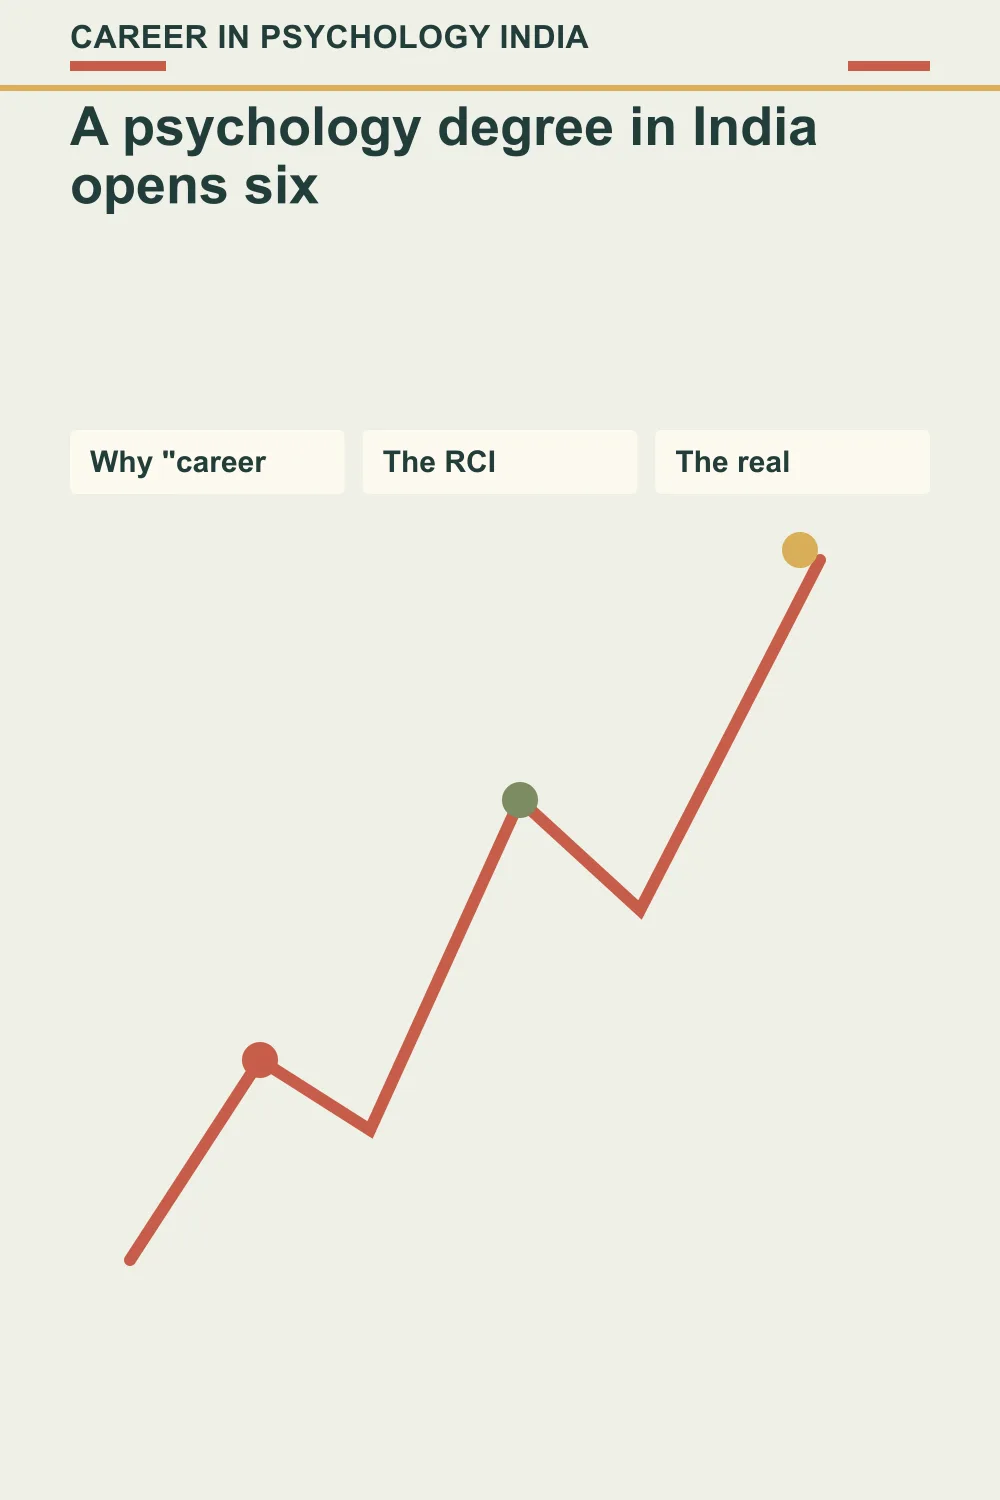 CAREER IN PSYCHOLOGY INDIA
A psychology degree in India
opens six
Why "career
The RCI
The real